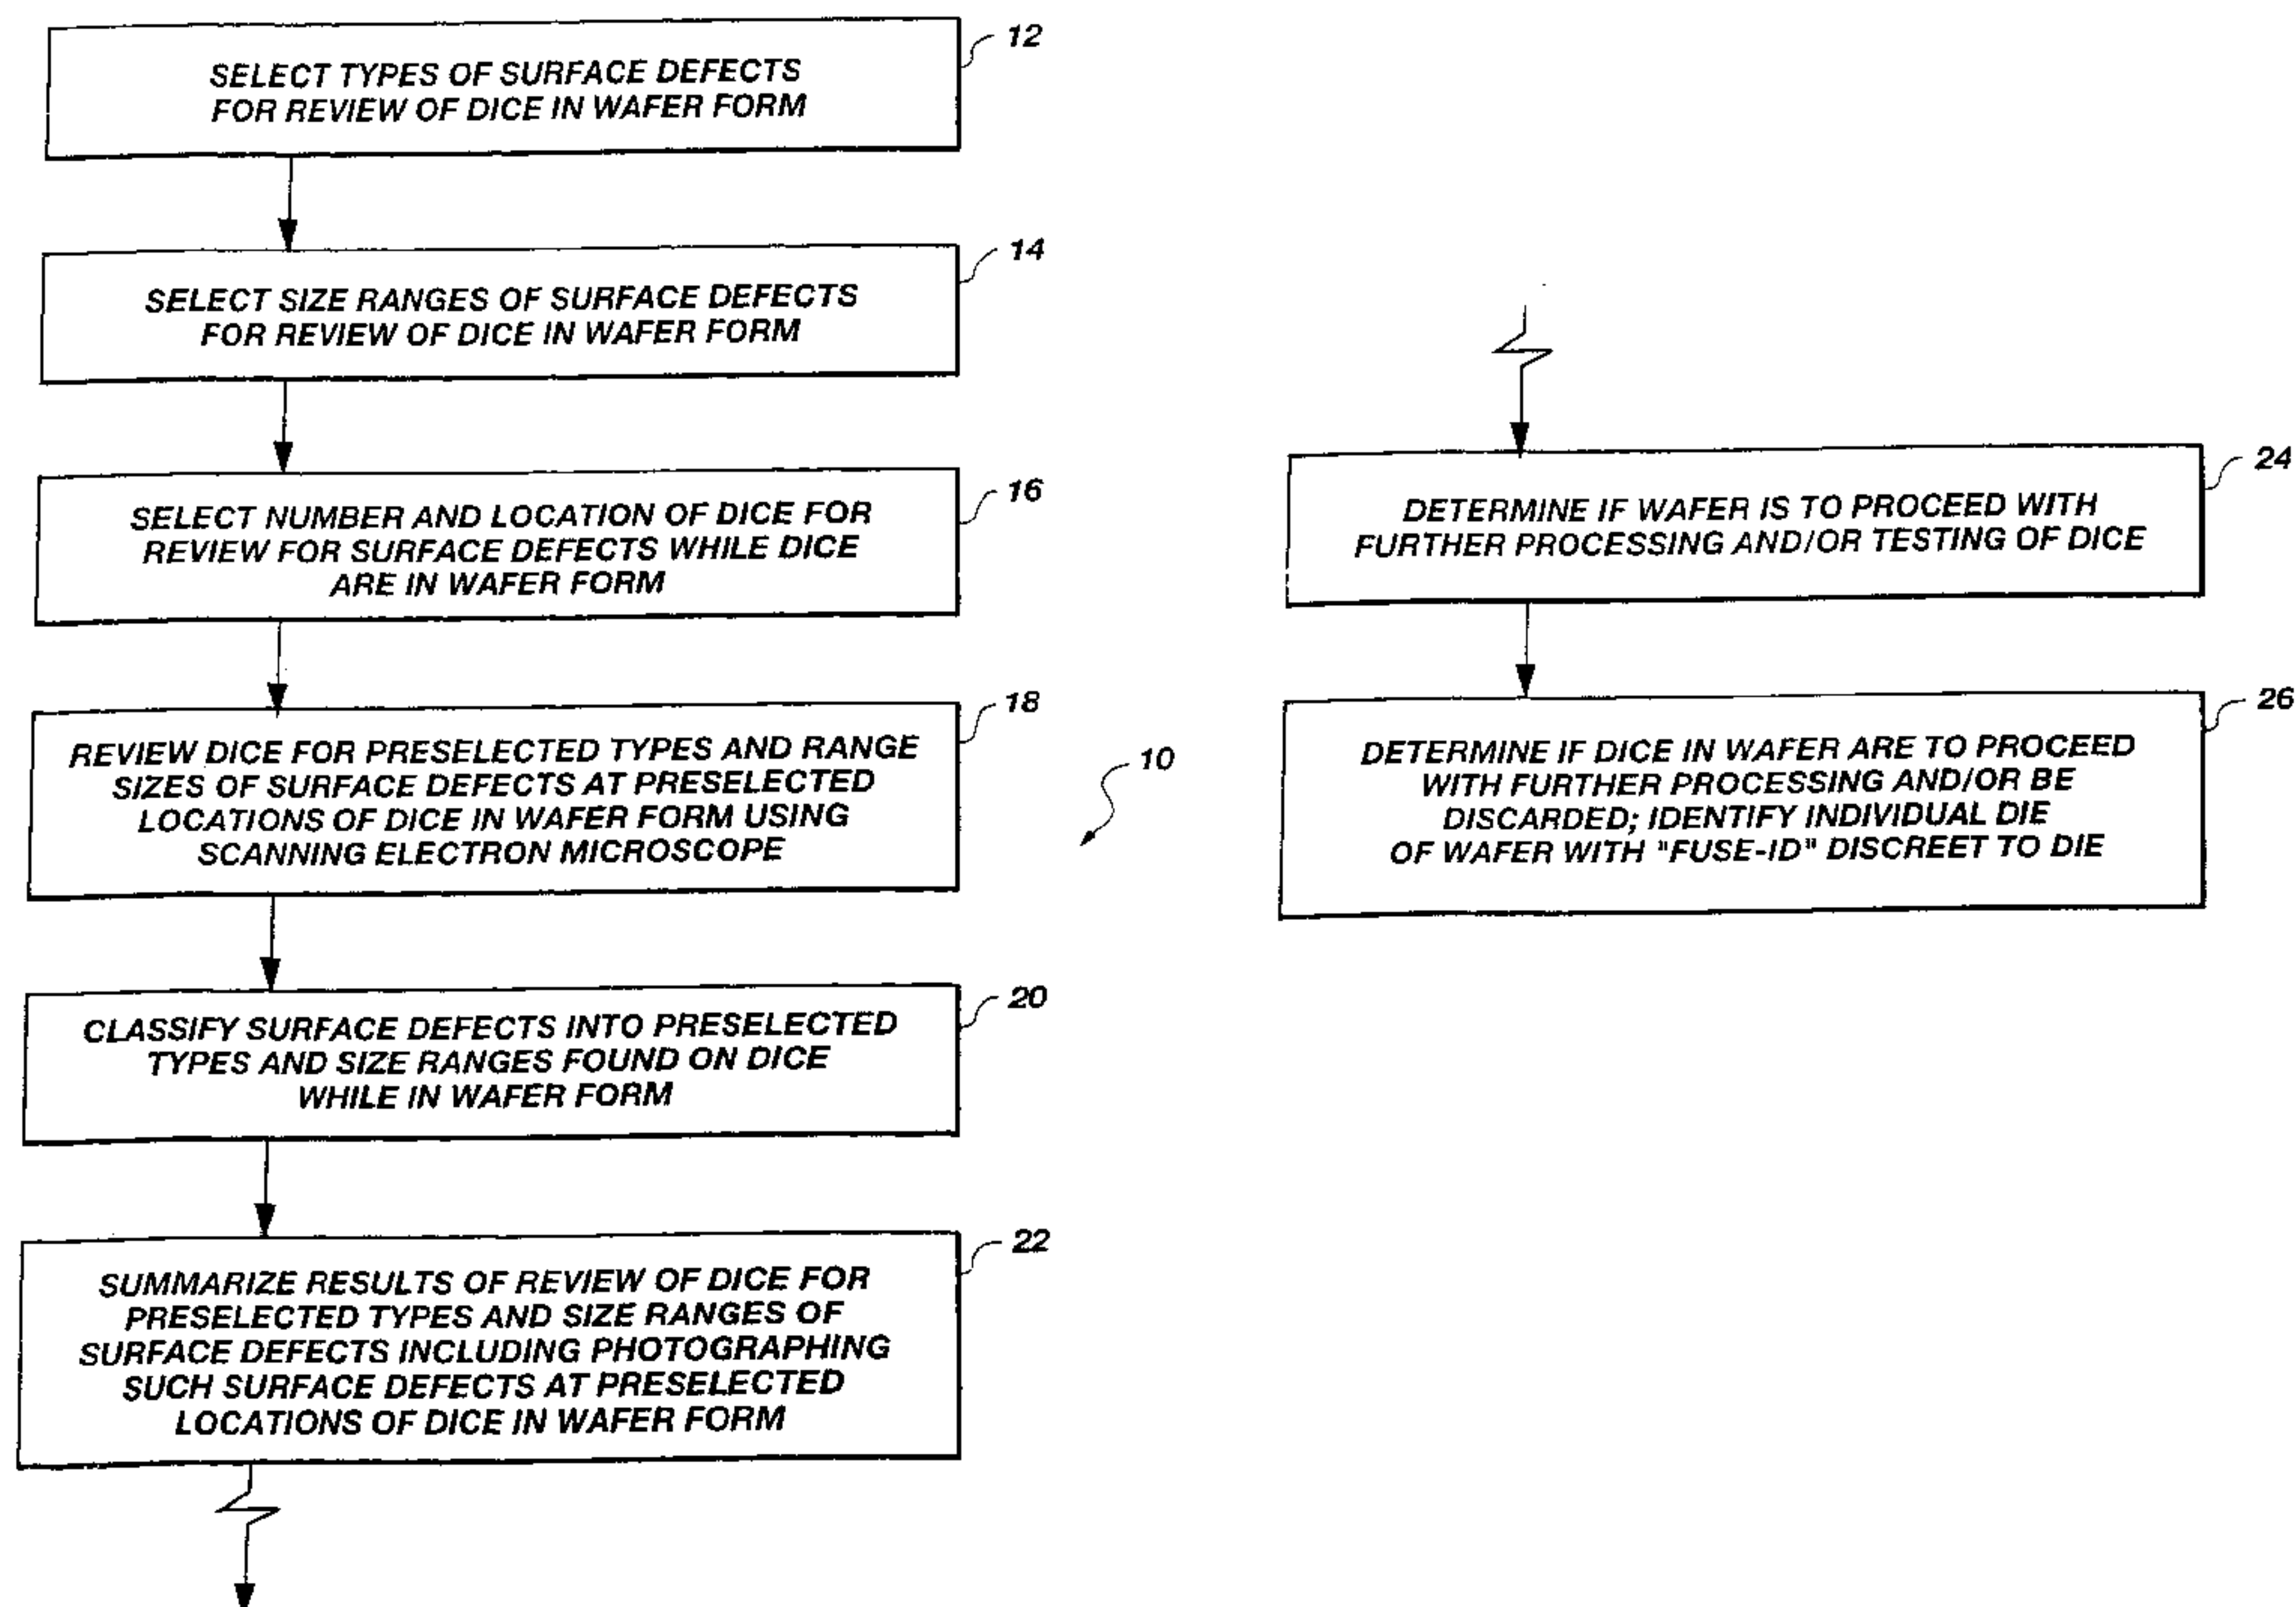 12
SELECT TYPES OF SURFACE DEFECTS
FOR REVIEW OF DICE IN WAFER FORM
14
SELECT SIZE RANGES OF SURFACE DEFECTS
FOR REVIEW OF DICE IN WAFER FORM
16
SELECT NUMBER AND LOCATION OF DICE FOR
REVIEW FOR SURFACE DEFECTS WHILE DICE
ARE IN WAFER FORM
18
REVIEW DICE FOR PRESELECTED TYPES AND RANGE
SIZES OF SURFACE DEFECTS AT PRESELECTED
LOCATIONS OF DICE IN WAFER FORM USING
SCANNING ELECTRON MICROSCOPE
10
20
CLASSIFY SURFACE DEFECTS INTO PRESELECTED
TYPES AND SIZE RANGES FOUND ON DICE
WHILE IN WAFER FORM
22
SUMMARIZE RESULTS OF REVIEW OF DICE FOR
PRESELECTED TYPES AND SIZE RANGES OF
SURFACE DEFECTS INCLUDING PHOTOGRAPHING
SUCH SURFACE DEFECTS AT PRESELECTED
LOCATIONS OF DICE IN WAFER FORM
24
DETERMINE IF WAFER IS TO PROCEED WITH
FURTHER PROCESSING AND/OR TESTING OF DICE
26
DETERMINE IF DICE IN WAFER ARE TO PROCEED
WITH FURTHER PROCESSING AND/OR BE
DISCARDED; IDENTIFY INDIVIDUAL DIE
OF WAFER WITH "FUSE-ID" DISCREET TO DIE